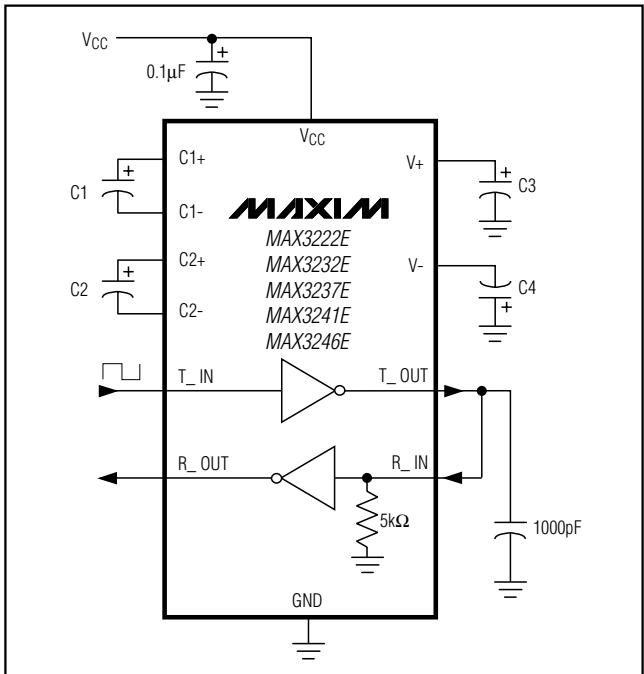 VCC
0.1µF
+
VCC
C1+
V+
C1
+
C3
+
C1-
MAXIM
MAX3222E
C2+
MAX3232E
V-
C2
+
MAX3237E
C4
+
C2-
MAX3241E
MAX3246E
T_ IN
T_ OUT
R_ OUT
R_ IN
5kΩ
1000pF
GND